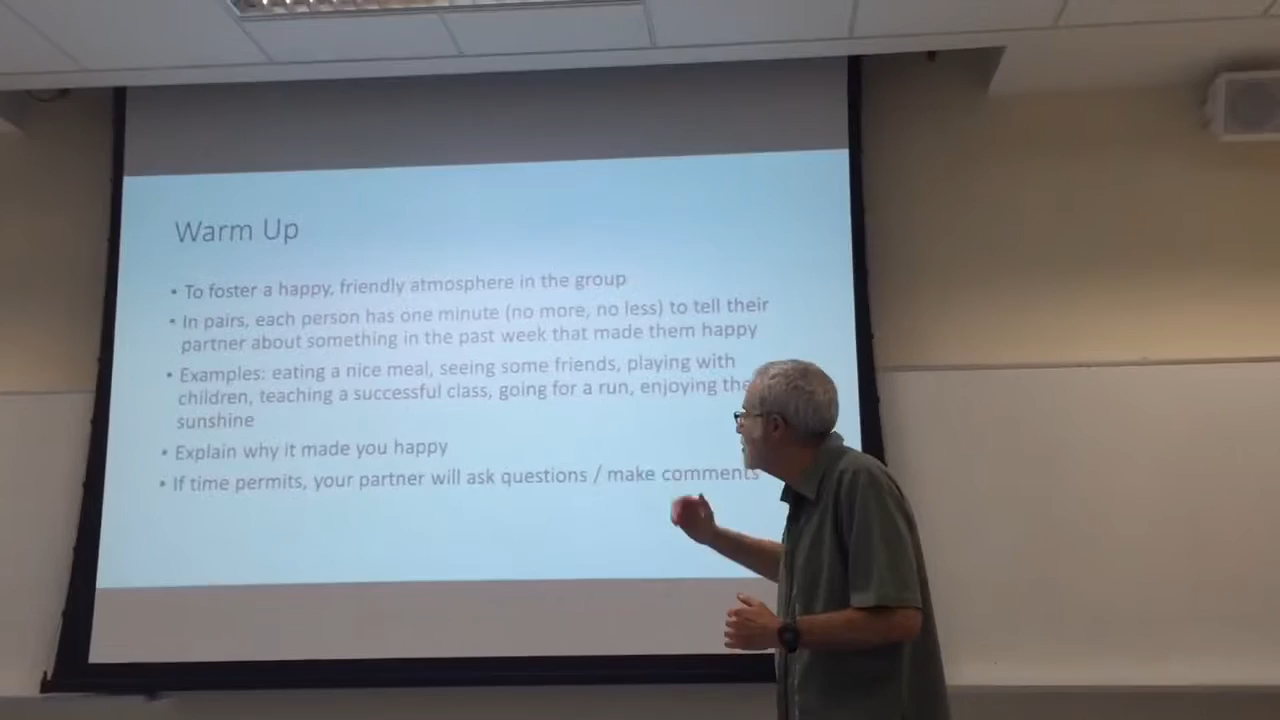 Warm Up
• To foster a happy, friendly atmosphere in the group
• In pairs, each person has one minute (no more, no less) to tell their
partner about something in the past week that made them happy
• Examples: eating a nice meal, seeing some friends, playing with
children, teaching a successful class, going for a run, enjoying the
sunshine
• Explain why it made you happy
• If time permits, your partner will ask questions / make comments